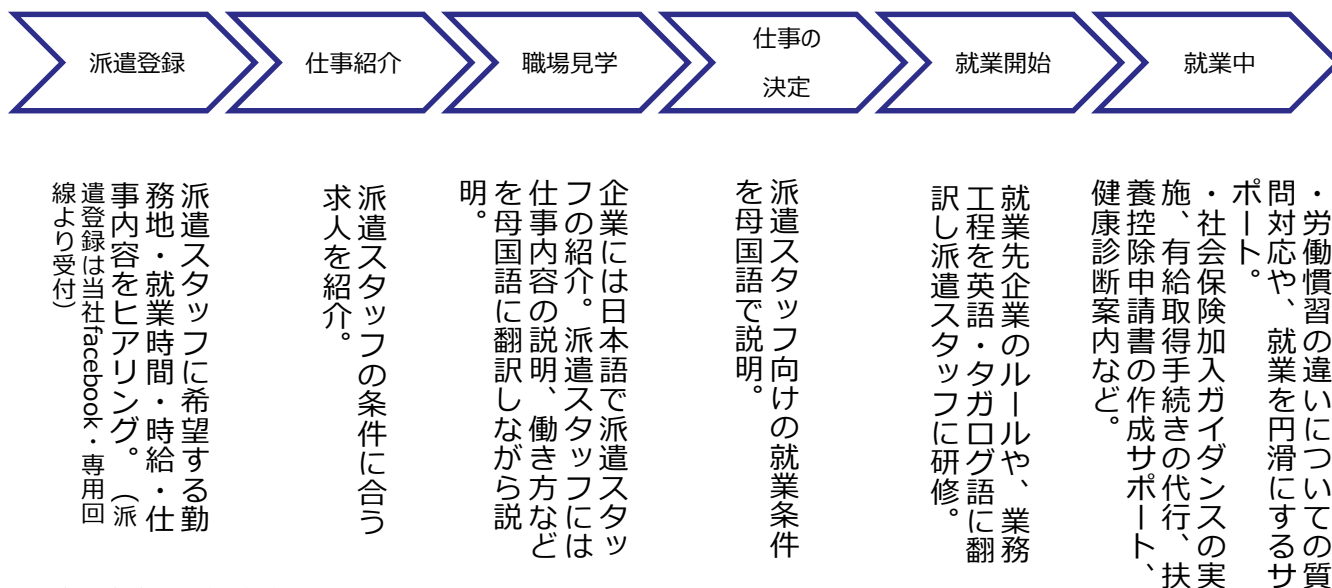 派遣登録
仕事紹介
職場見学
仕事の
決定
就業開始
就業中
派遣スタッフに希望する勤
務地・就業時間・時給・仕
事内容をヒアリング。（派
遣登録は当社facebook・専用回
線より受付）
派遣スタッフの条件に合う
求人を紹介。
企業には日本語で派遣スタッ
フの紹介。派遣スタッフには
仕事内容の説明、働き方など
を母国語に翻訳しながら説
明。
派遣スタッフ向けの就業条件
を母国語で説明。
就業先企業のルールや、業務
工程を英語・タガログ語に翻
訳し派遣スタッフに研修。
・労働慣習の違いについての質
問対応や、就業を円滑にするサ
ポート。
・社会保険加入ガイダンスの実
施、有給取得手続きの代行、扶
養控除申請書の作成サポート、
健康診断案内など。